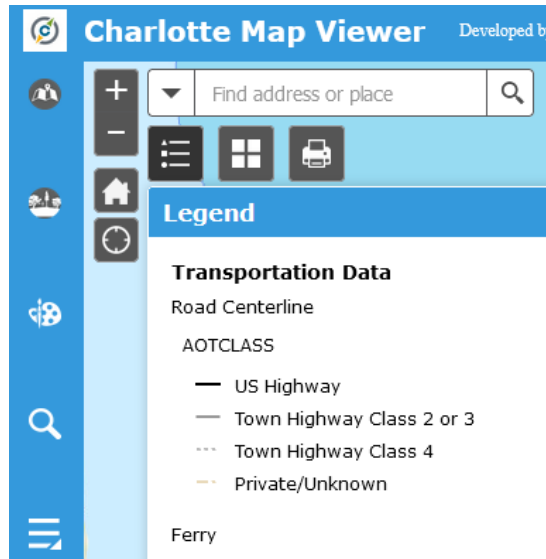 Charlotte Map Viewer Developed b
Find address or place
Legend
Transportation Data
Road Centerline
AOTCLASS
US Highway
Town Highway Class 2 or 3
Town Highway Class 4
Private/Unknown
Ferry